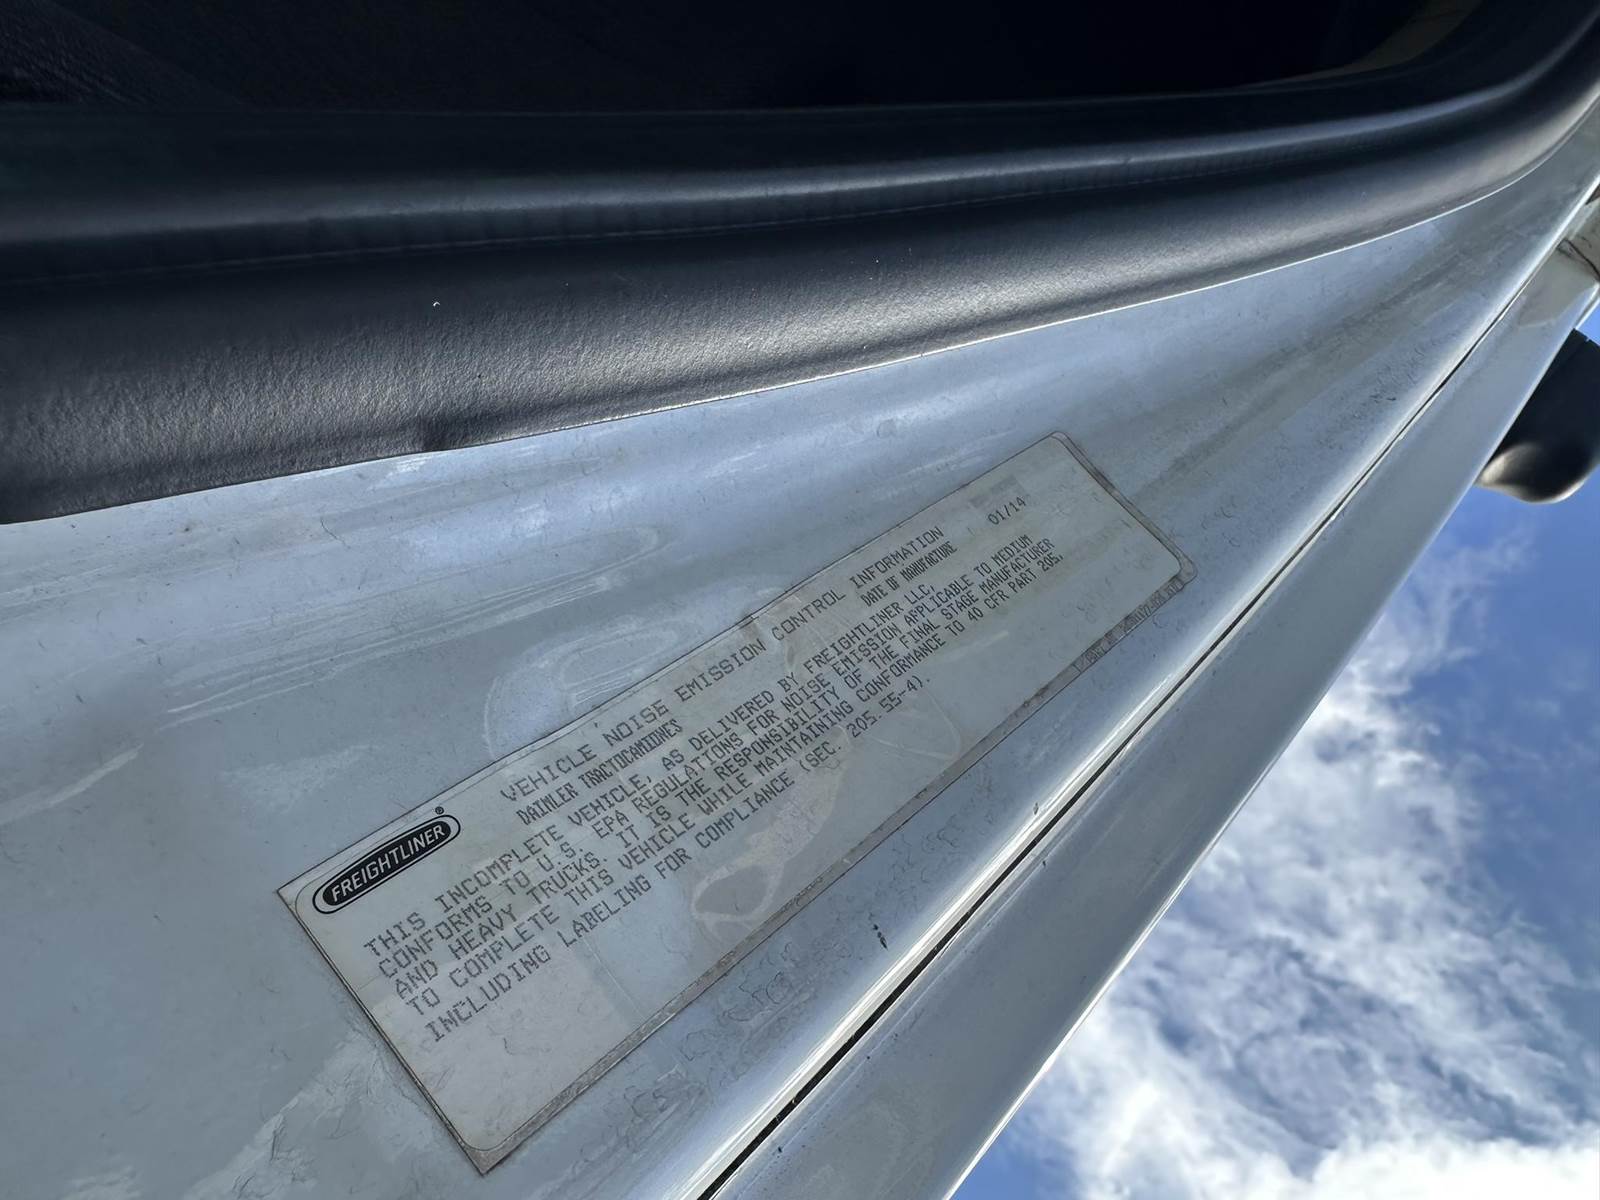 FREIGHTLINER®
VEHICLE NOISE EMISSION CONTROL INFORMATION
DAIMLER TRACTOCAMIONES DATE OF MANUFACTURE 01/14
THIS INCOMPLETE VEHICLE, AS DELIVERED BY FREIGHTLINER LLC,
CONFORMS TO U.S. EPA REGULATIONS FOR NOISE EMISSION APPLICABLE TO MEDIUM
AND HEAVY TRUCKS. IT IS THE RESPONSIBILITY OF THE FINAL STAGE MANUFACTURER
TO COMPLETE THIS VEHICLE WHILE MAINTAINING CONFORMANCE TO 40 CFR PART 205,
INCLUDING LABELING FOR COMPLIANCE (SEC. 205.55-4).